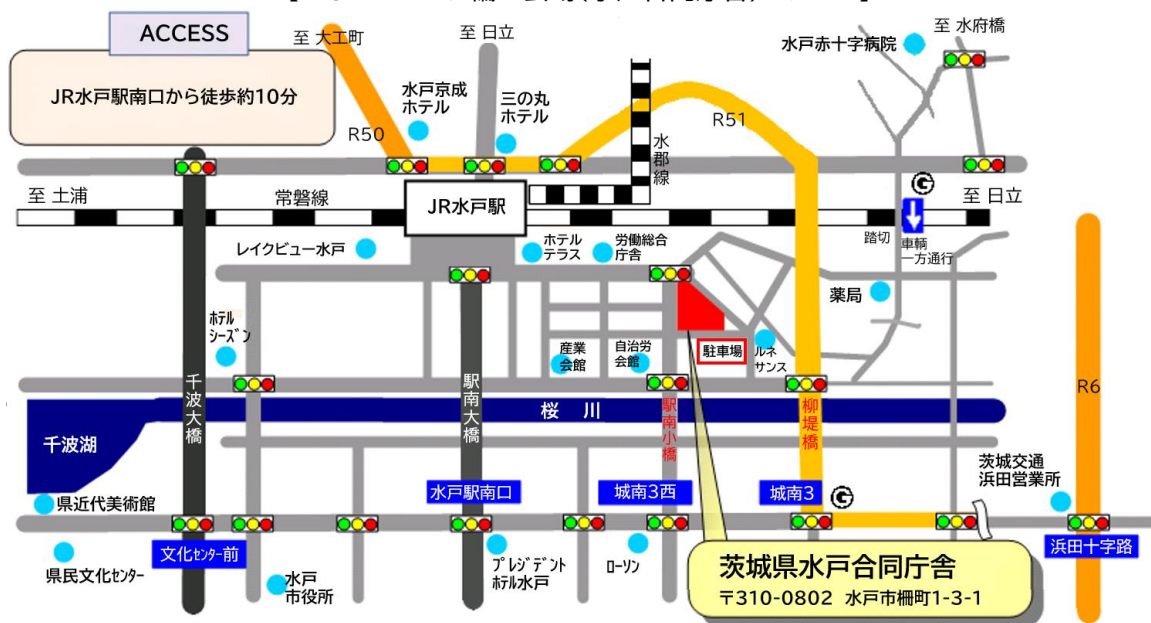 ACCESS
JR水戸駅南口から徒歩約10分
至 大工町
至 日立
水戸赤十字病院
至 水府橋
水戸京成
ホテル
三の丸
ホテル
R50
R51
水郡線
至 土浦
常磐線
JR水戸駅
至 日立
レイクビュー水戸
ホテル
テラス
労働総合
庁舎
踏切
車輌
一方通行
薬局
ホテル
シーズン
産業
会館
自治労
会館
駐車場
ルネ
サンス
R6
千波湖
千波大橋
桜 川
駅南大橋
駅南小橋
柳堤橋
県近代美術館
水戸駅南口
城南3西
城南3
茨城交通
浜田営業所
文化センター前
浜田十字路
県民文化センター
水戸
市役所
プレジデント
ホテル水戸
ローソン
茨城県水戸合同庁舎
〒310-0802 水戸市柵町1-3-1